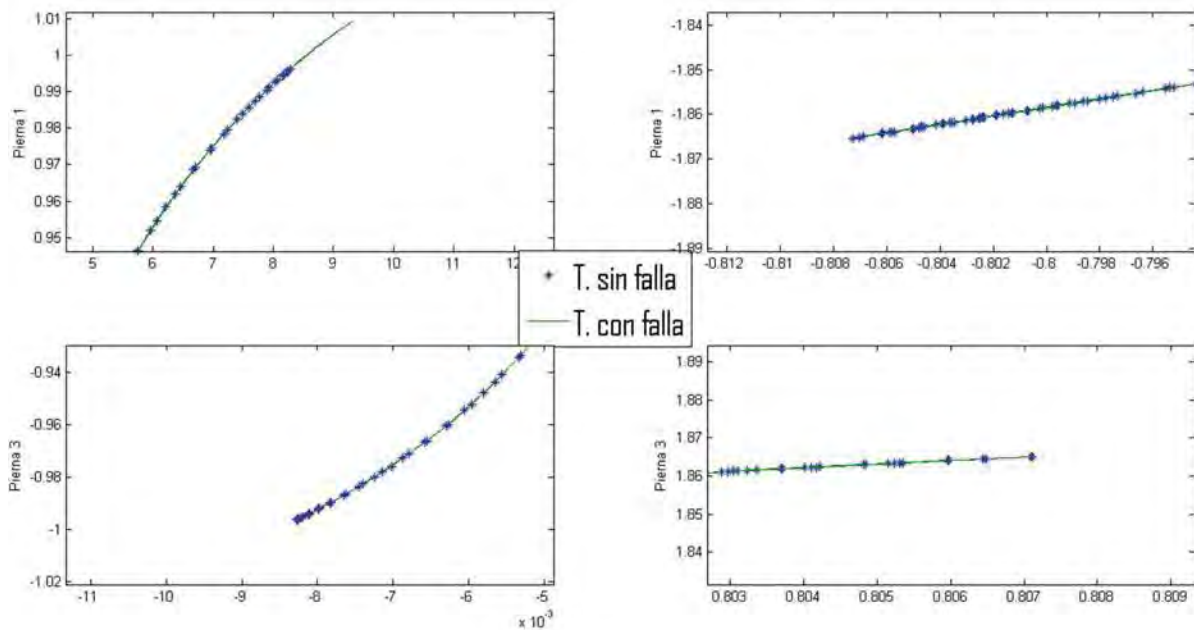 1.01
1
0.99
0.98
0.97
0.96
0.95
Pierna 1
5 6 7 8 9 10 11 12
-1.84
-1.85
-1.86
-1.87
-1.88
-1.89
Pierna 1
-0.812 -0.81 -0.808 -0.806 -0.804 -0.802 -0.8 -0.798 -0.796
T. sin falla
T. con falla
-0.94
-0.96
-0.98
-1
-1.02
Pierna 3
-11 -10 -9 -8 -7 -6 -5
x 10-3
1.89
1.88
1.87
1.86
1.85
1.84
Pierna 3
0.803 0.804 0.805 0.806 0.807 0.808 0.809